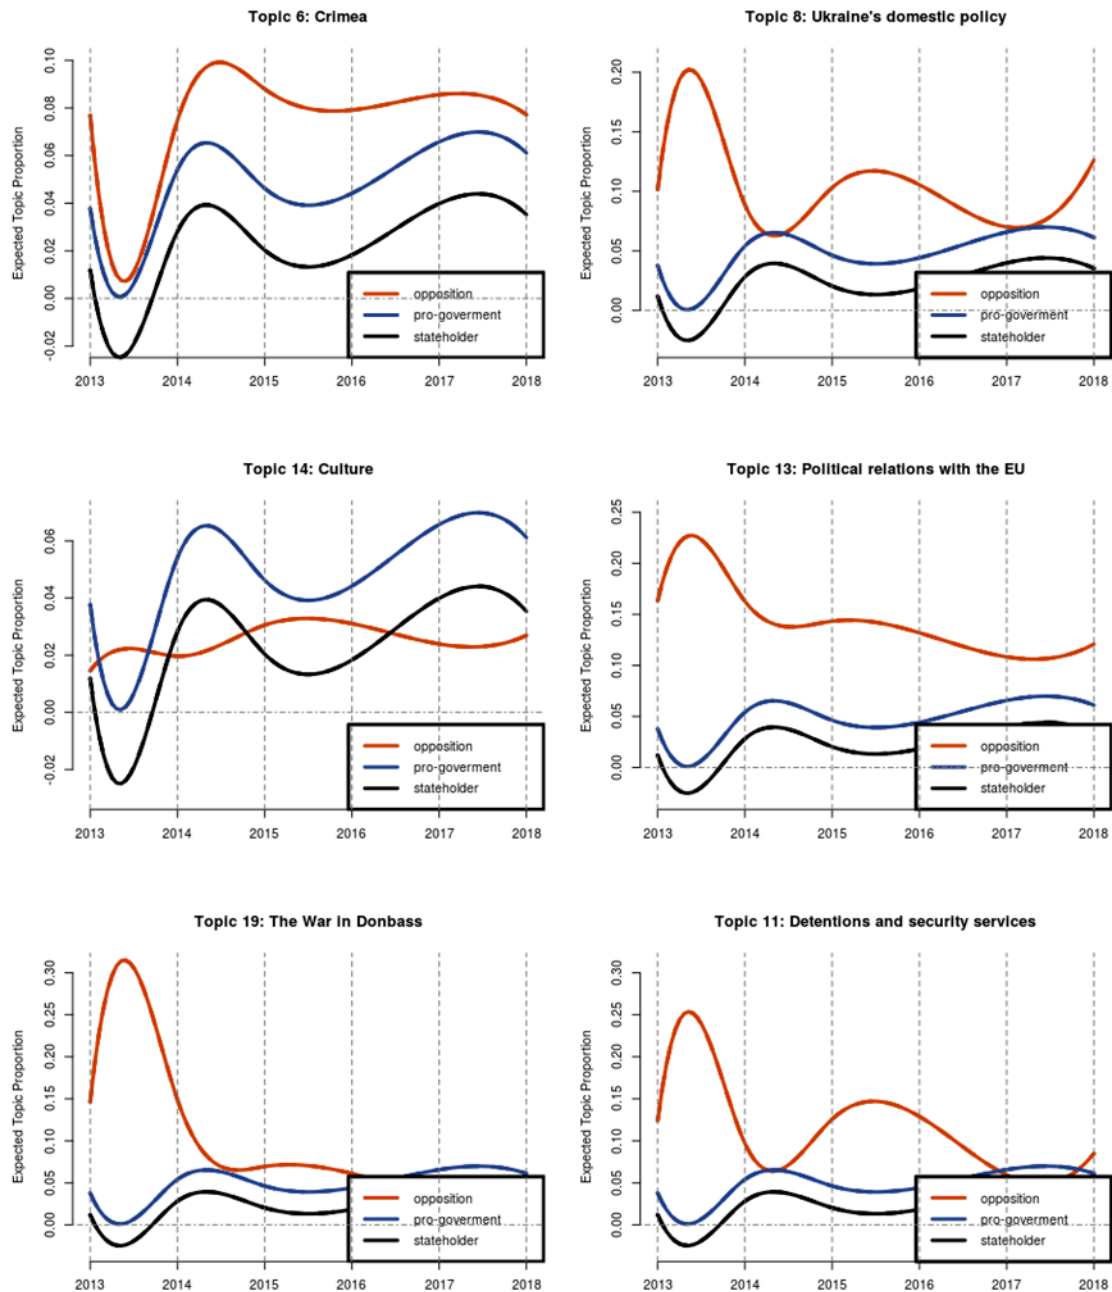 Topic 6: Crimea
Expected Topic Proportion
0.10
0.08
0.06
0.04
0.02
0.00
-0.02
opposition
pro-goverment
stateholder
2013 2014 2015 2016 2017 2018
Topic 8: Ukraine's domestic policy
Expected Topic Proportion
0.20
0.15
0.10
0.05
0.00
opposition
pro-goverment
stateholder
2013 2014 2015 2016 2017 2018
Topic 14: Culture
Expected Topic Proportion
0.06
0.04
0.02
0.00
-0.02
opposition
pro-goverment
stateholder
2013 2014 2015 2016 2017 2018
Topic 13: Political relations with the EU
Expected Topic Proportion
0.25
0.20
0.15
0.10
0.05
0.00
opposition
pro-goverment
stateholder
2013 2014 2015 2016 2017 2018
Topic 19: The War in Donbass
Expected Topic Proportion
0.30
0.25
0.20
0.15
0.10
0.05
0.00
opposition
pro-goverment
stateholder
2013 2014 2015 2016 2017 2018
Topic 11: Detentions and security services
Expected Topic Proportion
0.30
0.25
0.20
0.15
0.10
0.05
0.00
opposition
pro-goverment
stateholder
2013 2014 2015 2016 2017 2018